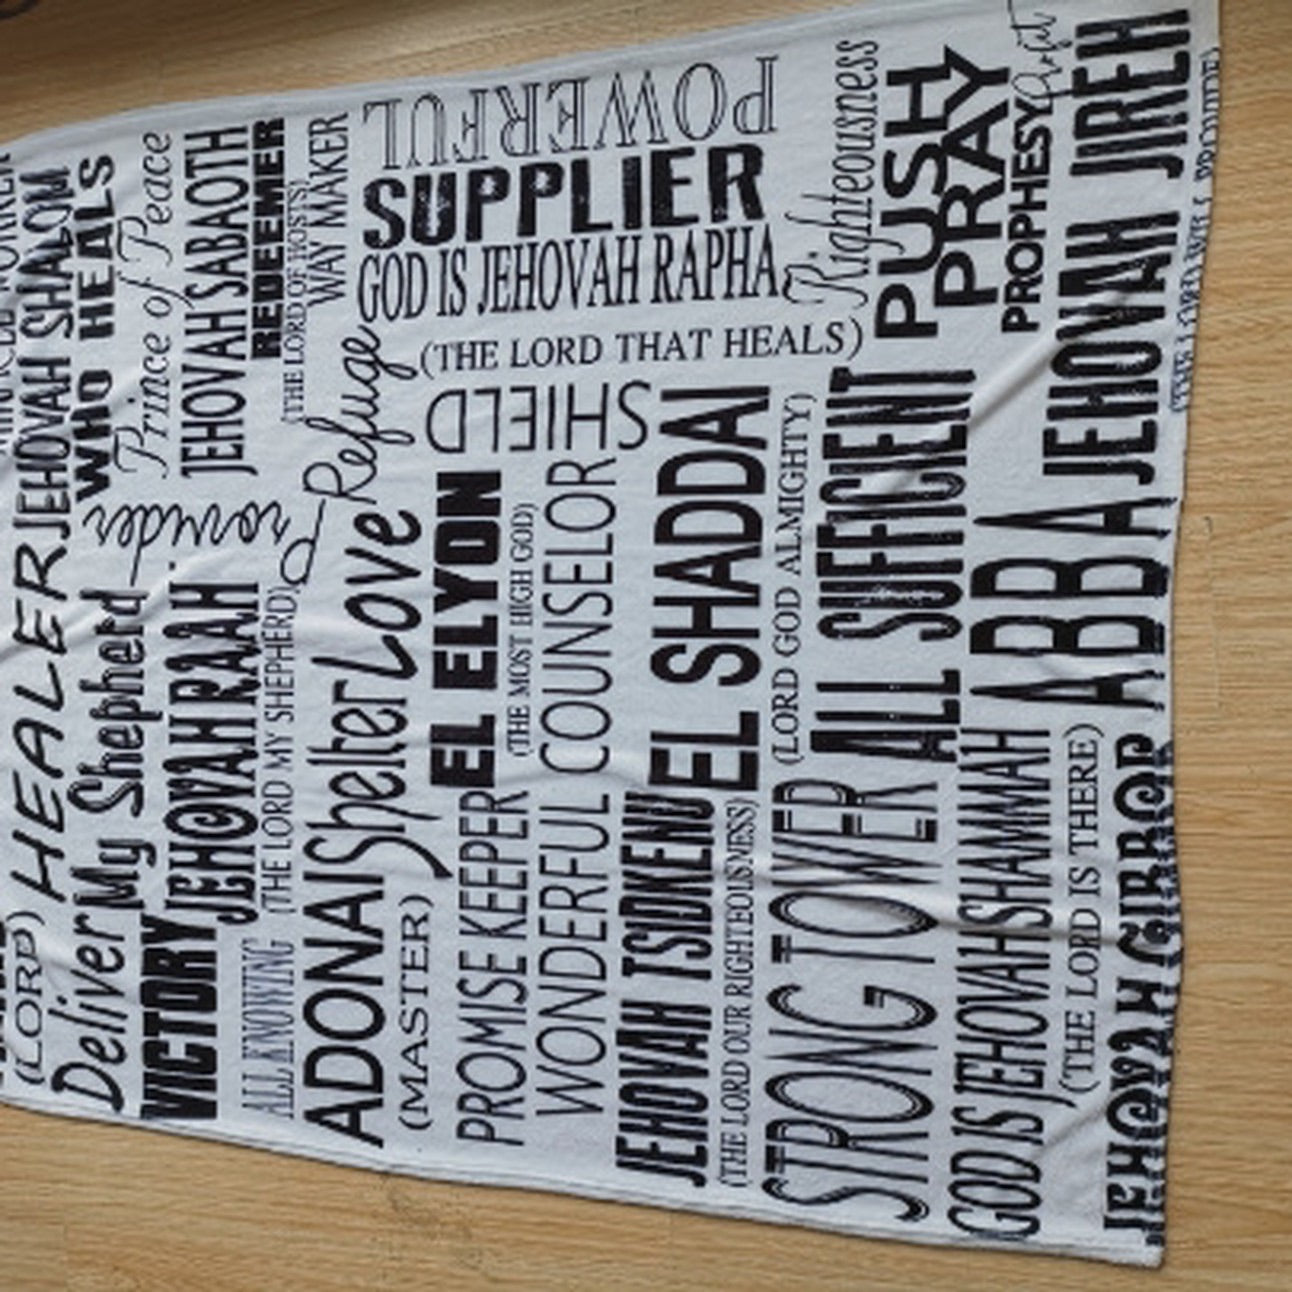 JEHOVAH SHALOM
WHO HEALS
Prince of Peace
JEHOVAH SABAOTH
REDEEMER
(THE LORD OF HOSTS)
WAY MAKER
Refuge
Provider
HEALER
My Shepherd
JEHOVAH RAAH
(THE LORD MY SHEPHERD)
Shelter
Love
(LORD)
Deliver
VICTORY
ALL KNOWING
ADONAI
(MASTER)
POWERFUL
SUPPLIER
GOD IS JEHOVAH RAPHA
(THE LORD THAT HEALS)
SHIELD
EL ELYON
(THE MOST HIGH GOD)
PROMISE KEEPER
WONDERFUL COUNSELOR
EL SHADDAI
(LORD GOD ALMIGHTY)
JEHOVAH TSIDKENU
(THE LORD OUR RIGHTEOUSNESS)
Righteousness
PUSH
PRAY
PROPHESY
Profit
ALL SUFFICIENT
STRONG TOWER
JEHOVAH JIREH
ABBA
GOD IS JEHOVAH SHAMMAH
(THE LORD IS THERE)
JEHOVAH GIBBOR